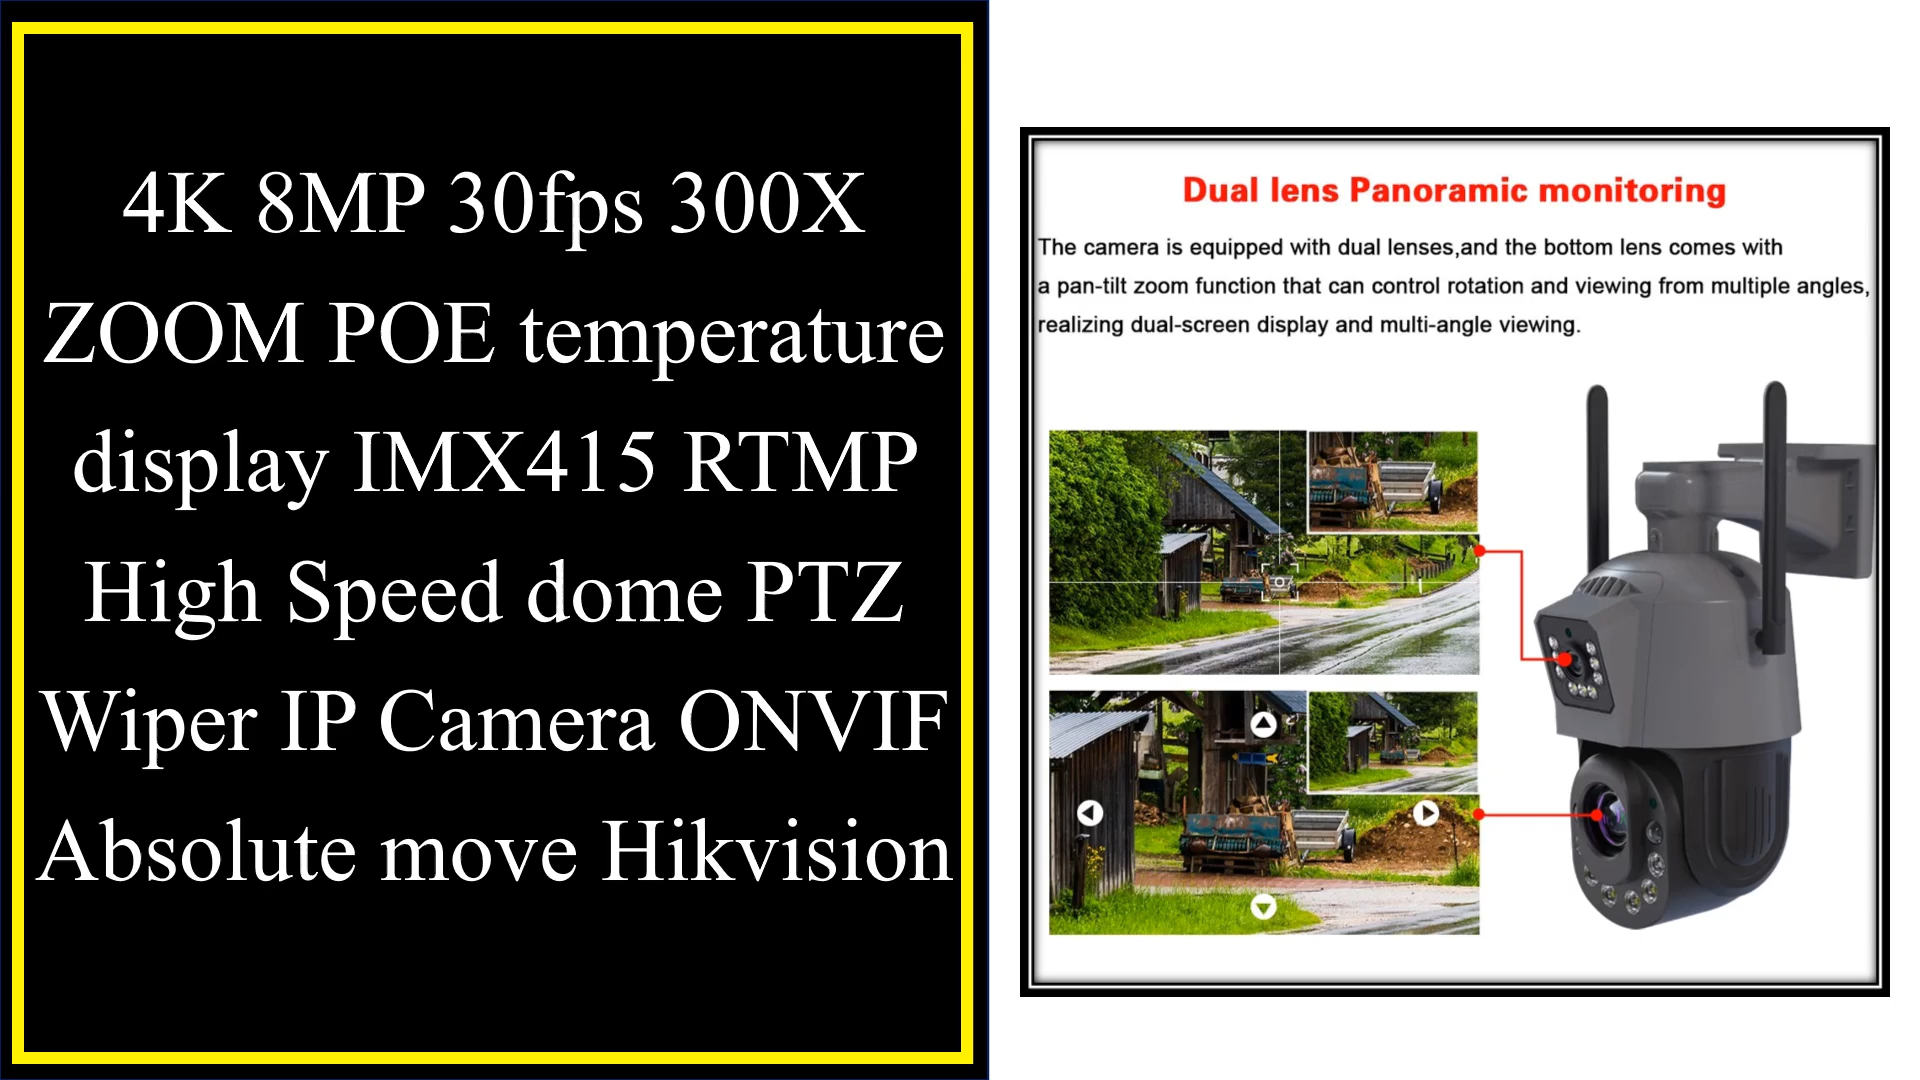 4K 8MP 30fps 300X
ZOOM POE temperature
display IMX415 RTMP
High Speed dome PTZ
Wiper IP Camera ONVIF
Absolute move Hikvision
Dual lens Panoramic monitoring
The camera is equipped with dual lenses,and the bottom lens comes with
a pan-tilt zoom function that can control rotation and viewing from multiple angles,
realizing dual-screen display and multi-angle viewing.